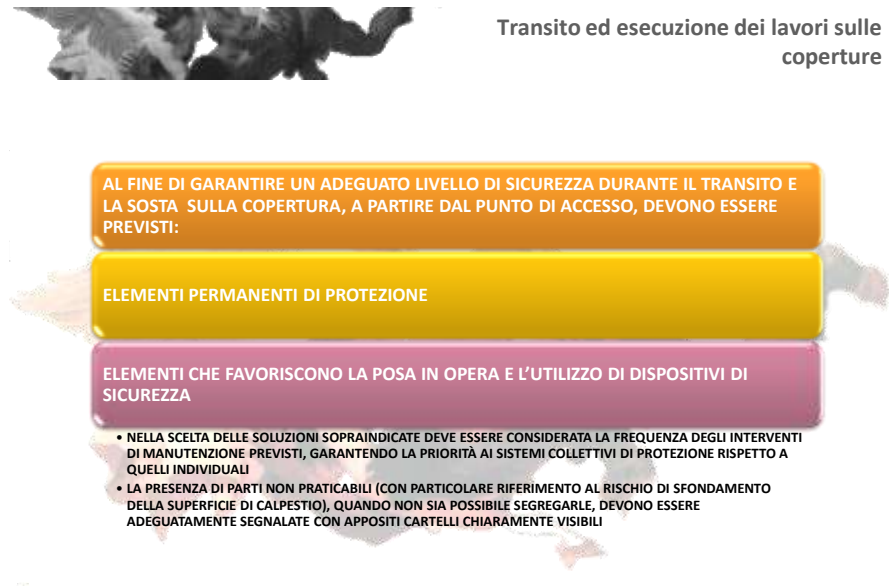 Transito ed esecuzione dei lavori sulle
coperture
AL FINE DI GARANTIRE UN ADEGUATO LIVELLO DI SICUREZZA DURANTE IL TRANSITO E
LA SOSTA SULLA COPERTURA, A PARTIRE DAL PUNTO DI ACCESSO, DEVONO ESSERE
PREVISTI:
ELEMENTI PERMANENTI DI PROTEZIONE
ELEMENTI CHE FAVORISCONO LA POSA IN OPERA E L'UTILIZZO DI DISPOSITIVI DI
SICUREZZA
• NELLA SCELTA DELLE SOLUZIONI SOPRAINDICATE DEVE ESSERE CONSIDERATA LA FREQUENZA DEGLI INTERVENTI
DI MANUTENZIONE PREVISTI, GARANTENDO LA PRIORITÀ AI SISTEMI COLLETTIVI DI PROTEZIONE RISPETTO A
QUELLI INDIVIDUALI
• LA PRESENZA DI PARTI NON PRATICABILI (CON PARTICOLARE RIFERIMENTO AL RISCHIO DI SFONDAMENTO
DELLA SUPERFICIE DI CALPESTIO), QUANDO NON SIA POSSIBILE SEGREGARLE, DEVONO ESSERE
ADEGUATAMENTE SEGNALATE CON APPOSITI CARTELLI CHIARAMENTE VISIBILI